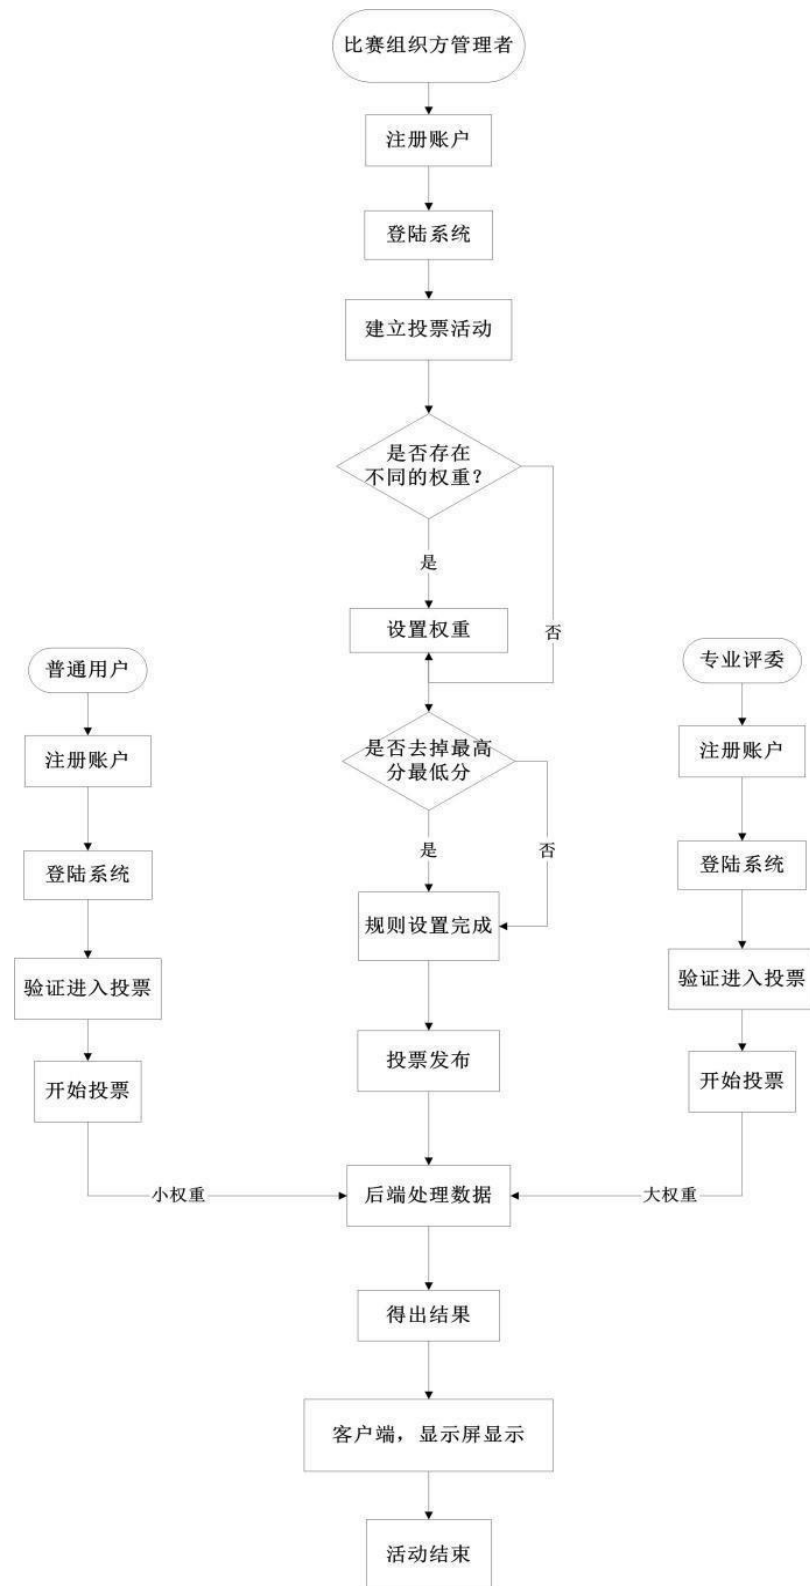 比赛组织方管理者
注册账户
登陆系统
建立投票活动
是否存在
不同的权重？
是
否
设置权重
是否去掉最高
分最低分
是
否
规则设置完成
投票发布
普通用户
注册账户
登陆系统
验证进入投票
开始投票
小权重
专业评委
注册账户
登陆系统
验证进入投票
开始投票
大权重
后端处理数据
得出结果
客户端，显示屏显示
活动结束